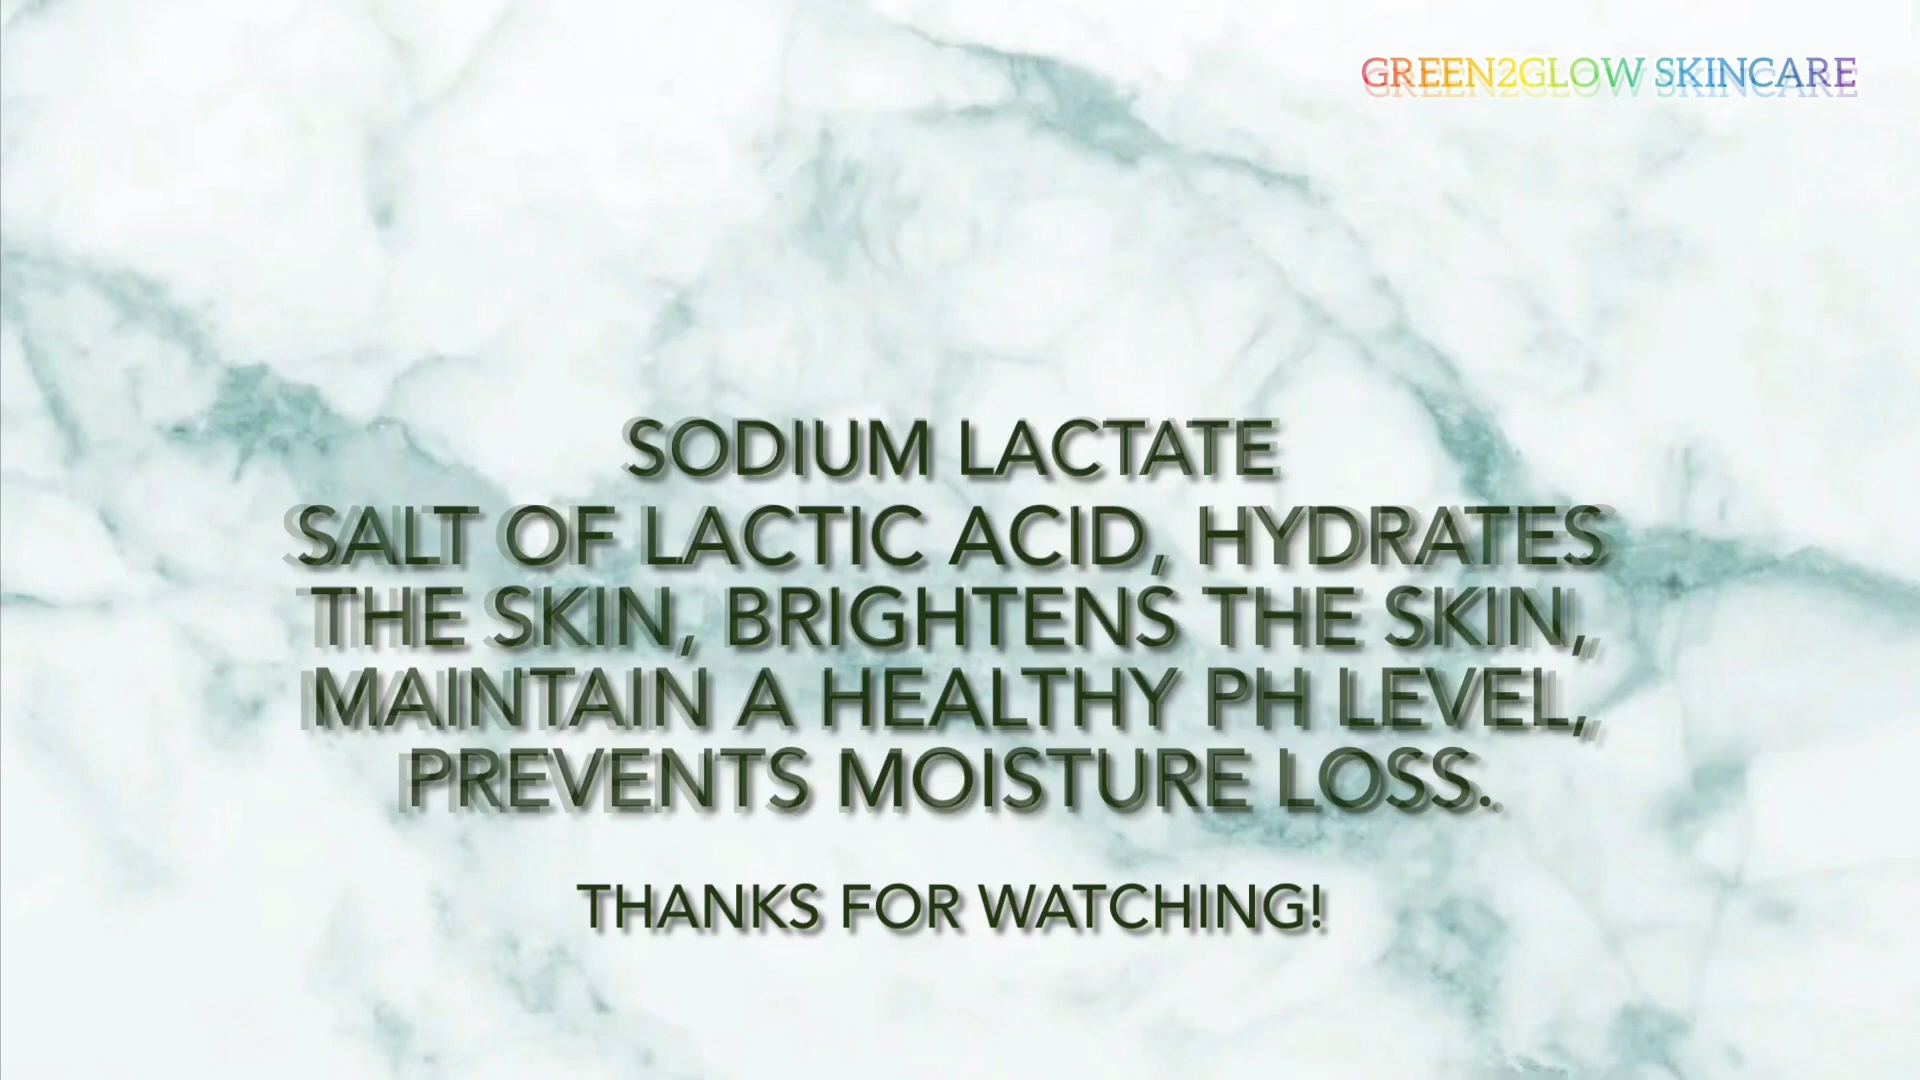 GREEN2GLOW SKINCARE
SODIUM LACTATE
SALT OF LACTIC ACID, HYDRATES
THE SKIN, BRIGHTENS THE SKIN,
MAINTAIN A HEALTHY PH LEVEL,
PREVENTS MOISTURE LOSS.
THANKS FOR WATCHING!